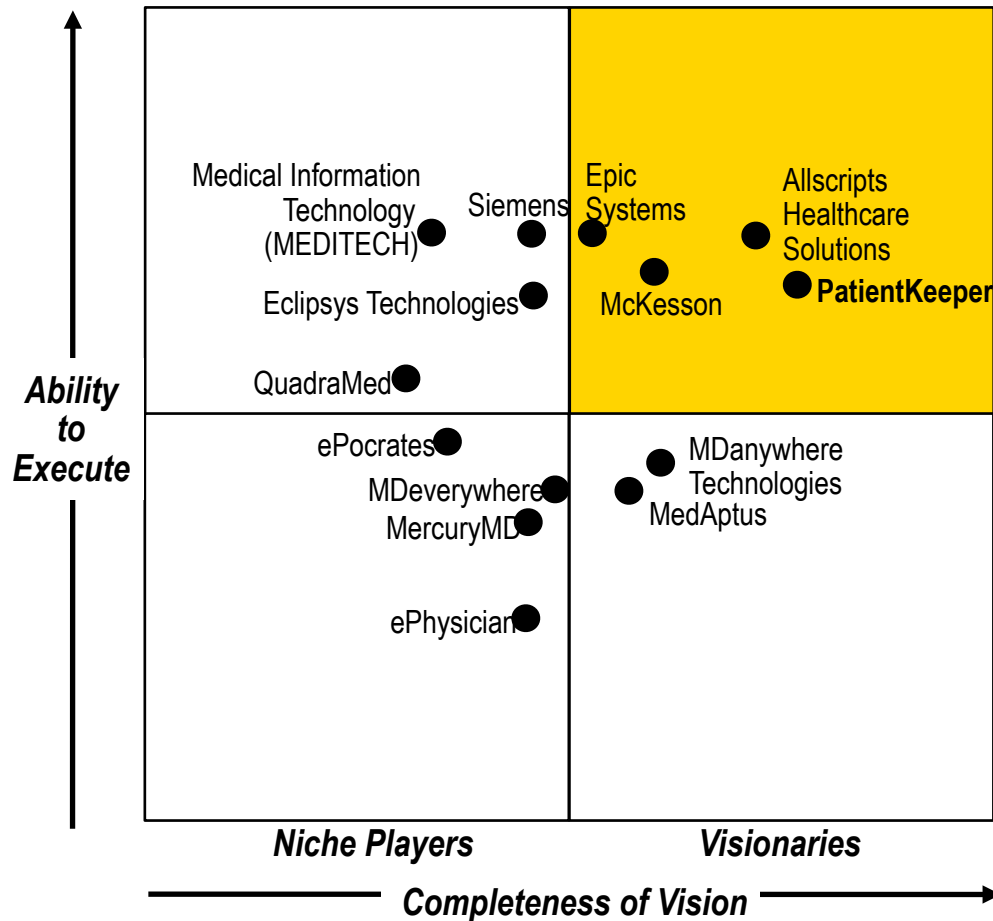 Medical Information
Technology
(MEDITECH)
Siemens
Epic
Systems
Allscripts
Healthcare
Solutions
Eclipsys Technologies
McKesson
PatientKeeper
QuadraMed
Ability
to
Execute
ePocrates
MDeverywhere
MercuryMD
ePhysician
MDanywhere
Technologies
MedAptus
Niche Players
Visionaries
Completeness of Vision